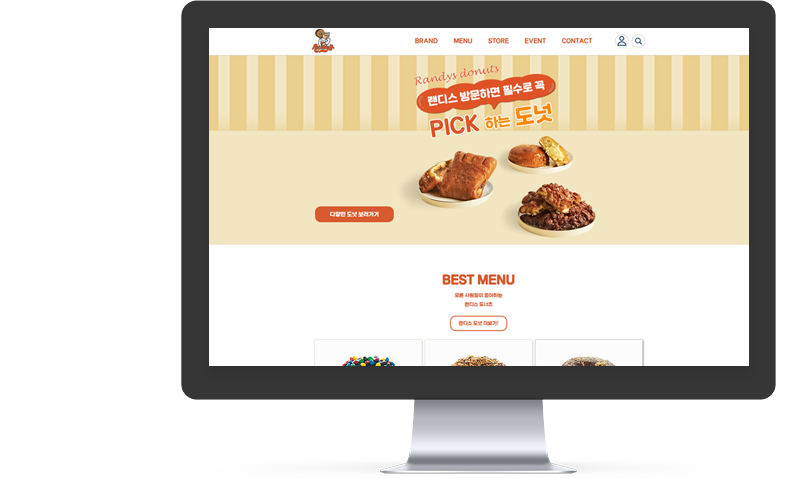 BRAND MENU STORE EVENT CONTACT
Randys donuts
랜디스 방문하면 필수로 꼭
PICK 하는 도넛
다양한 도넛 보러가기
BEST MENU
모든 사람들이 좋아하는
랜디스 도너츠
랜디스 도넛 더보기!